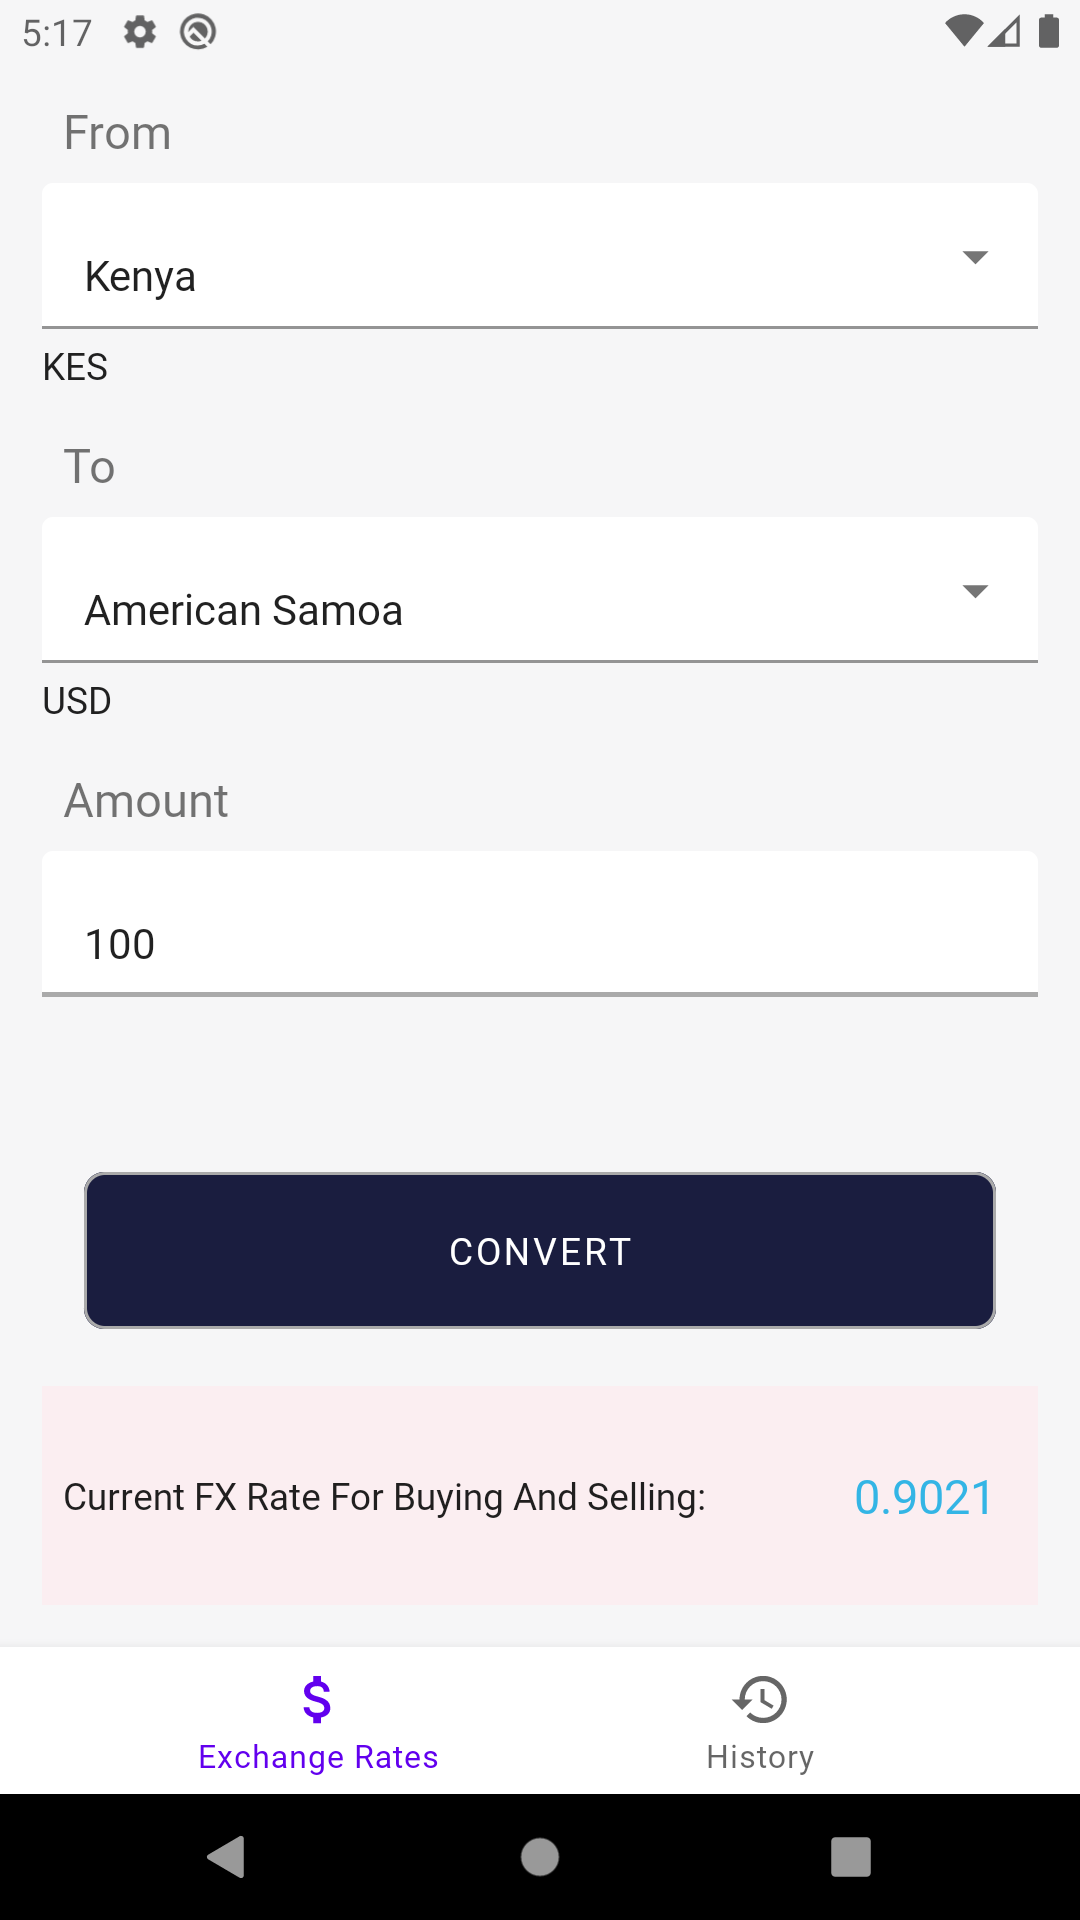 5:17
From
Kenya
KES
To
American Samoa
USD
Amount
100
CONVERT
Current FX Rate For Buying And Selling: 0.9021
Exchange Rates
History